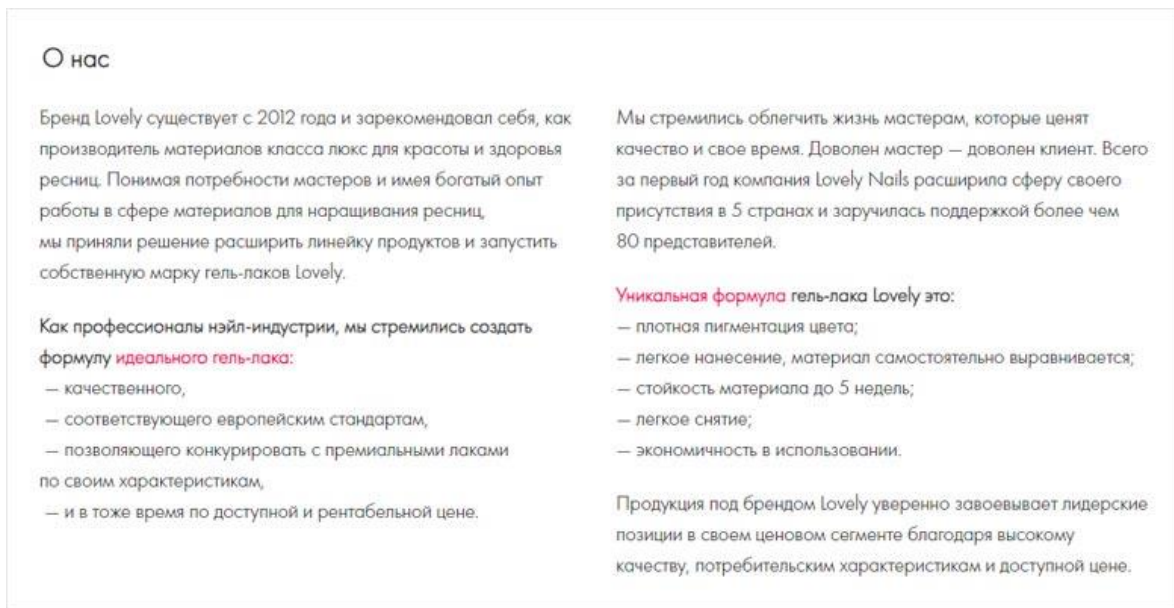 О нас
Бренд Lovely существует с 2012 года и зарекомендовал себя, как
производитель материалов класса люкс для красоты и здоровья
ресниц. Понимая потребности мастеров и имея богатый опыт
работы в сфере материалов для наращивания ресниц,
мы приняли решение расширить линейку продуктов и запустить
собственную марку гель-лаков Lovely.
Как профессионалы нэйл-индустрии, мы стремились создать
формулу идеального гель-лака:
— качественного,
— соответствующего европейским стандартам,
— позволяющего конкурировать с премиальными лаками
по своим характеристикам,
— и в тоже время по доступной и рентабельной цене.
Мы стремились облегчить жизнь мастерам, которые ценят
качество и свое время. Доволен мастер — доволен клиент. Всего
за первый год компания Lovely Nails расширила сферу своего
присутствия в 5 странах и заручилась поддержкой более чем
80 представителей.
Уникальная формула гель-лака Lovely это:
— плотная пигментация цвета;
— легкое нанесение, материал самостоятельно выравнивается;
— стойкость материала до 5 недель;
— легкое снятие;
— экономичность в использовании.
Продукция под брендом Lovely уверенно завоевывает лидерские
позиции в своем ценовом сегменте благодаря высокому
качеству, потребительским характеристикам и доступной цене.